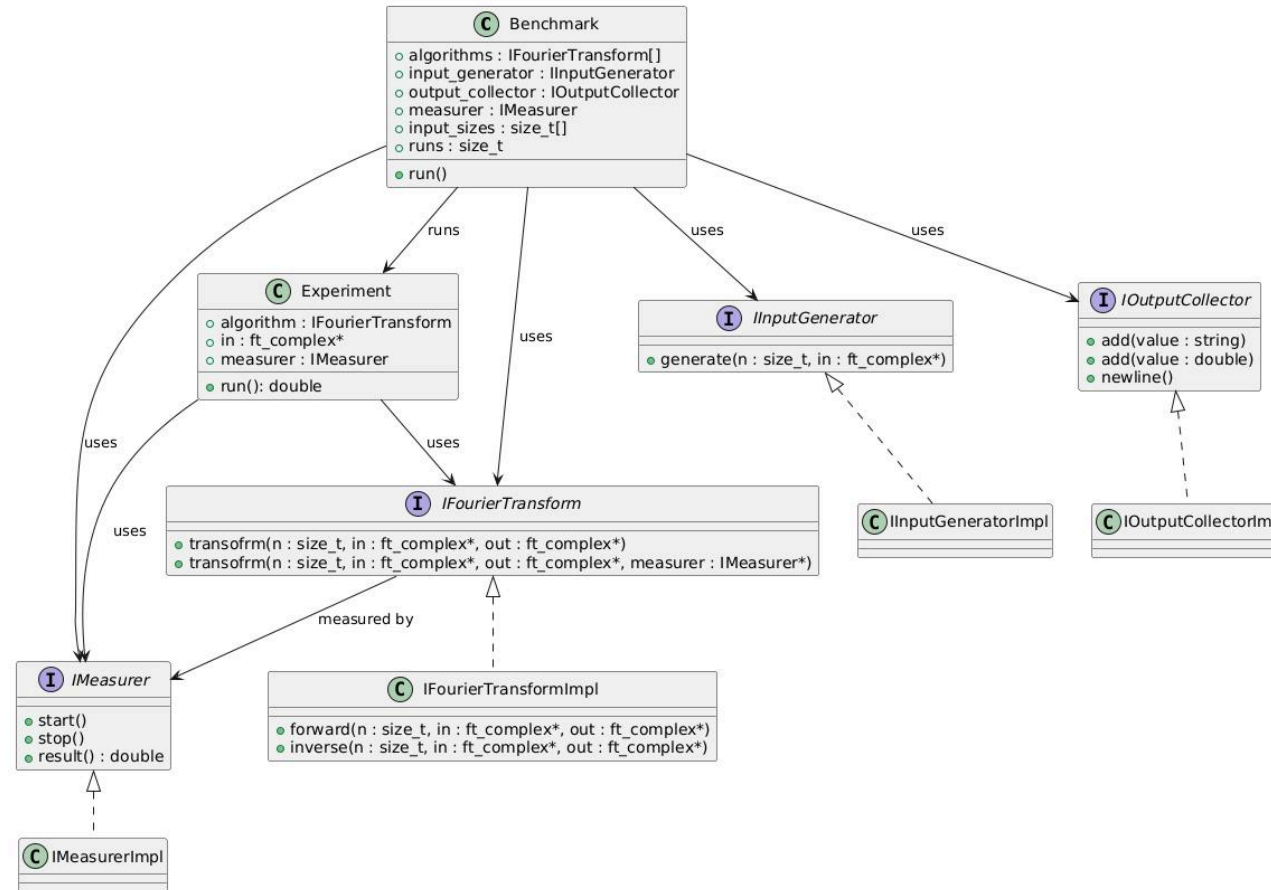 C Benchmark
algorithms : IFourierTransform[]
input_generator : IInputGenerator
output_collector : IOutputCollector
measurer : IMeasurer
input_sizes : size_t[]
runs : size_t
run()
runs
uses
uses
uses
C Experiment
algorithm : IFourierTransform
in : ft_complex*
measurer : IMeasurer
run(): double
I IInputGenerator
generate(n : size_t, in : ft_complex*)
I IOutputCollector
add(value : string)
add(value : double)
newline()
uses
uses
uses
I IFourierTransform
transofrm(n : size_t, in : ft_complex*, out : ft_complex*)
transofrm(n : size_t, in : ft_complex*, out : ft_complex*, measurer : IMeasurer*)
C IInputGeneratorImpl
C IOutputCollectorIm
measured by
I IMeasurer
start()
stop()
result() : double
C IFourierTransformImpl
forward(n : size_t, in : ft_complex*, out : ft_complex*)
inverse(n : size_t, in : ft_complex*, out : ft_complex*)
C IMeasurerImpl